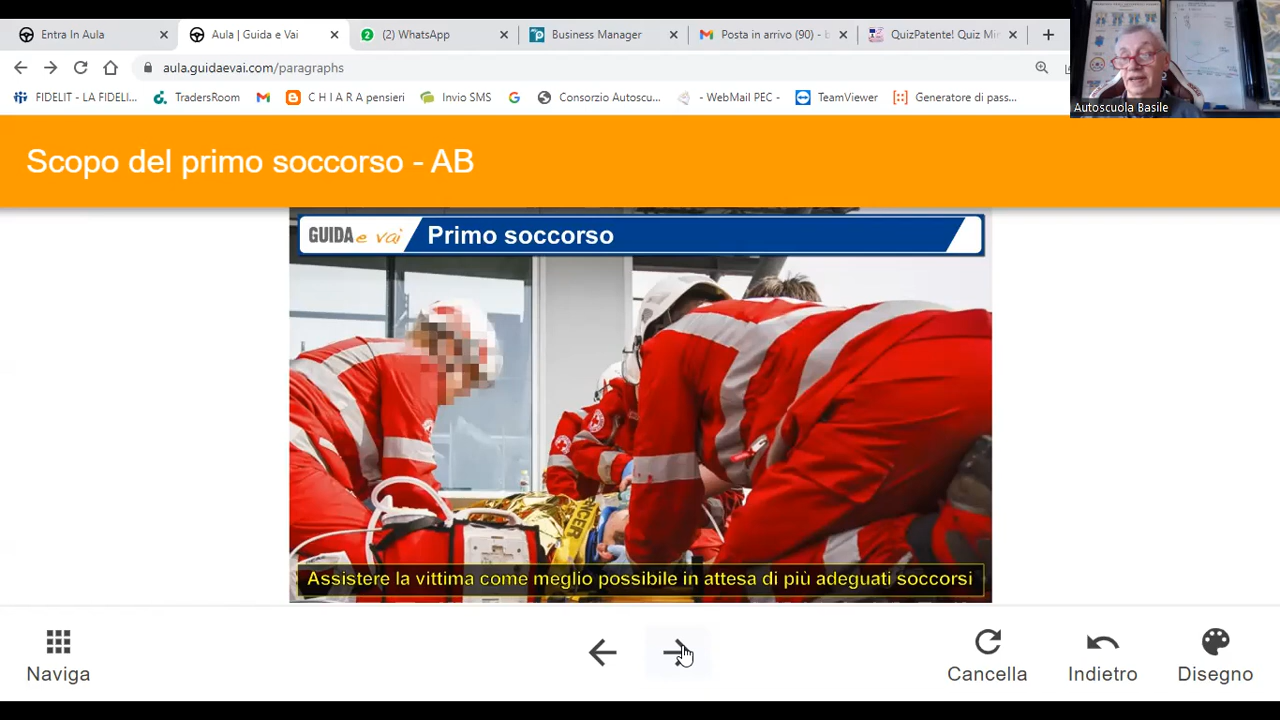 Entra In Aula
Aula | Guida e Vai
(2) WhatsApp
Business Manager
Posta in arrivo (90) - b
QuizPatente! Quiz Min
aula.guidaevai.com/paragraphs
FIDELIT - LA FIDELI...
TradersRoom
C H I A R A pensieri
Invio SMS
Consorzio Autoscu...
- WebMail PEC -
TeamViewer
Generatore di pass...
Autoscuola Basile
Scopo del primo soccorso - AB
GUIDA e vai
Primo soccorso
Assistere la vittima come meglio possibile in attesa di più adeguati soccorsi
Naviga
Cancella
Indietro
Disegno